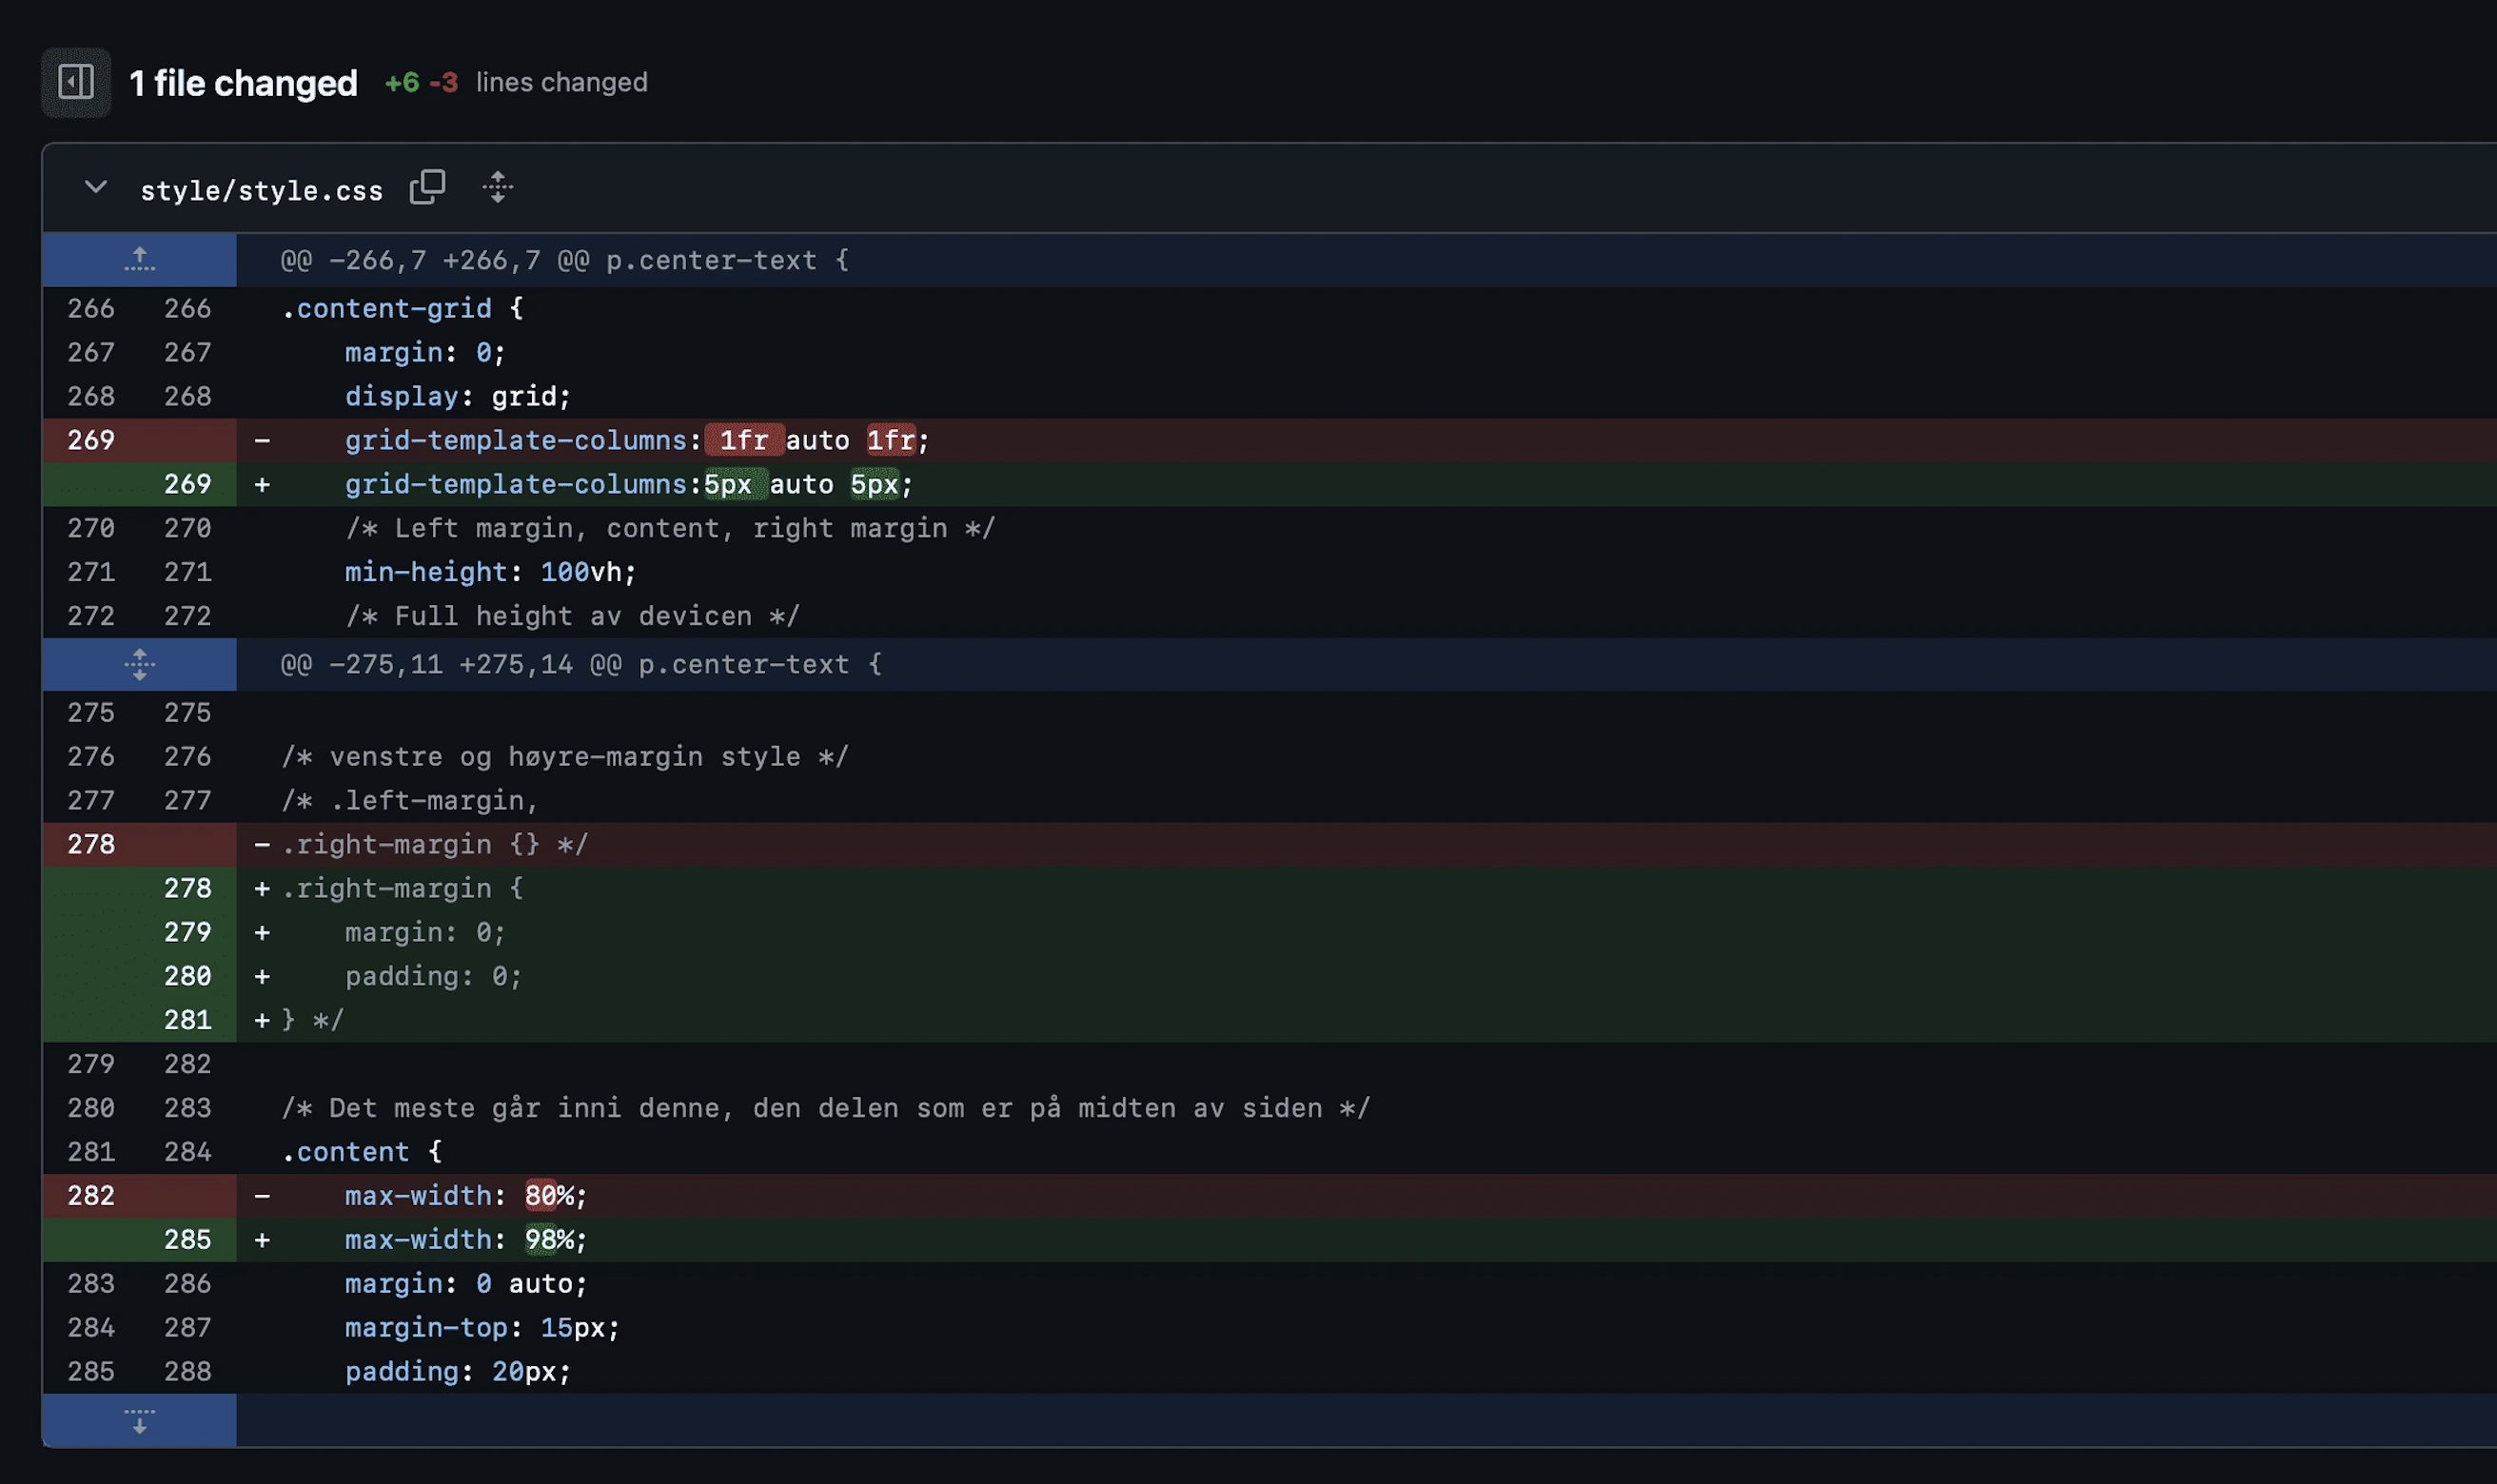 1 file changed +6 -3 lines changed
style/style.css
@@ -266,7 +266,7 @@ p.center-text {
266 266 .content-grid {
267 267 margin: 0;
268 268 display: grid;
269 - grid-template-columns: 1fr auto 1fr;
269 + grid-template-columns:5px auto 5px;
270 270 /* Left margin, content, right margin */
271 271 min-height: 100vh;
272 272 /* Full height av devicen */
@@ -275,11 +275,14 @@ p.center-text {
275 275
276 276 /* venstre og høyre-margin style */
277 277 /* .left-margin,
278 - .right-margin {} */
278 + .right-margin {
279 + margin: 0;
280 + padding: 0;
281 + } */
279 282
280 283 /* Det meste går inni denne, den delen som er på midten av siden */
281 284 .content {
282 - max-width: 80%;
285 + max-width: 98%;
283 286 margin: 0 auto;
284 287 margin-top: 15px;
285 288 padding: 20px;